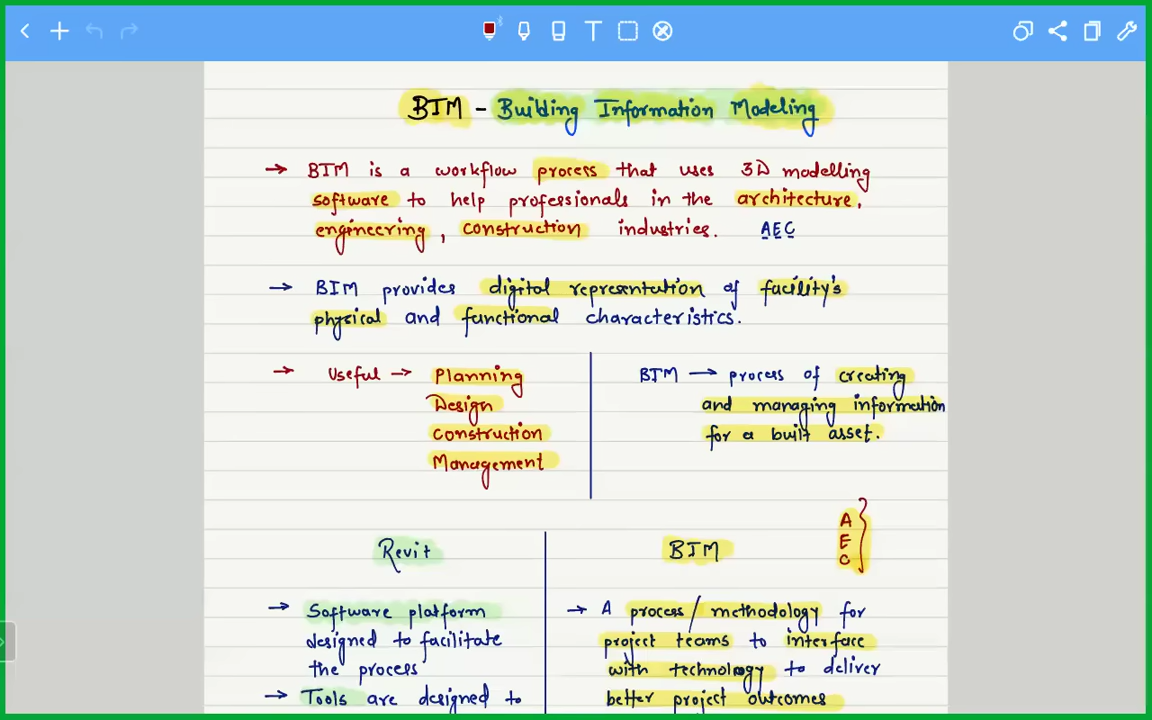 BIM - Building Information Modeling
→ BIM is a workflow process that uses 3D modelling
software to help professionals in the architecture,
engineering, construction industries. AEC
→ BIM provides digital representation of facility's
physical and functional characteristics.
→ Useful → Planning
Design
Construction
Management
BIM → process of creating
and managing information
for a built asset.
A
E
C
Revit
→ Software platform
designed to facilitate
the process
→ Tools are designed to
BIM
→ A process/methodology for
project teams to interface
with technology to deliver
better project outcomes